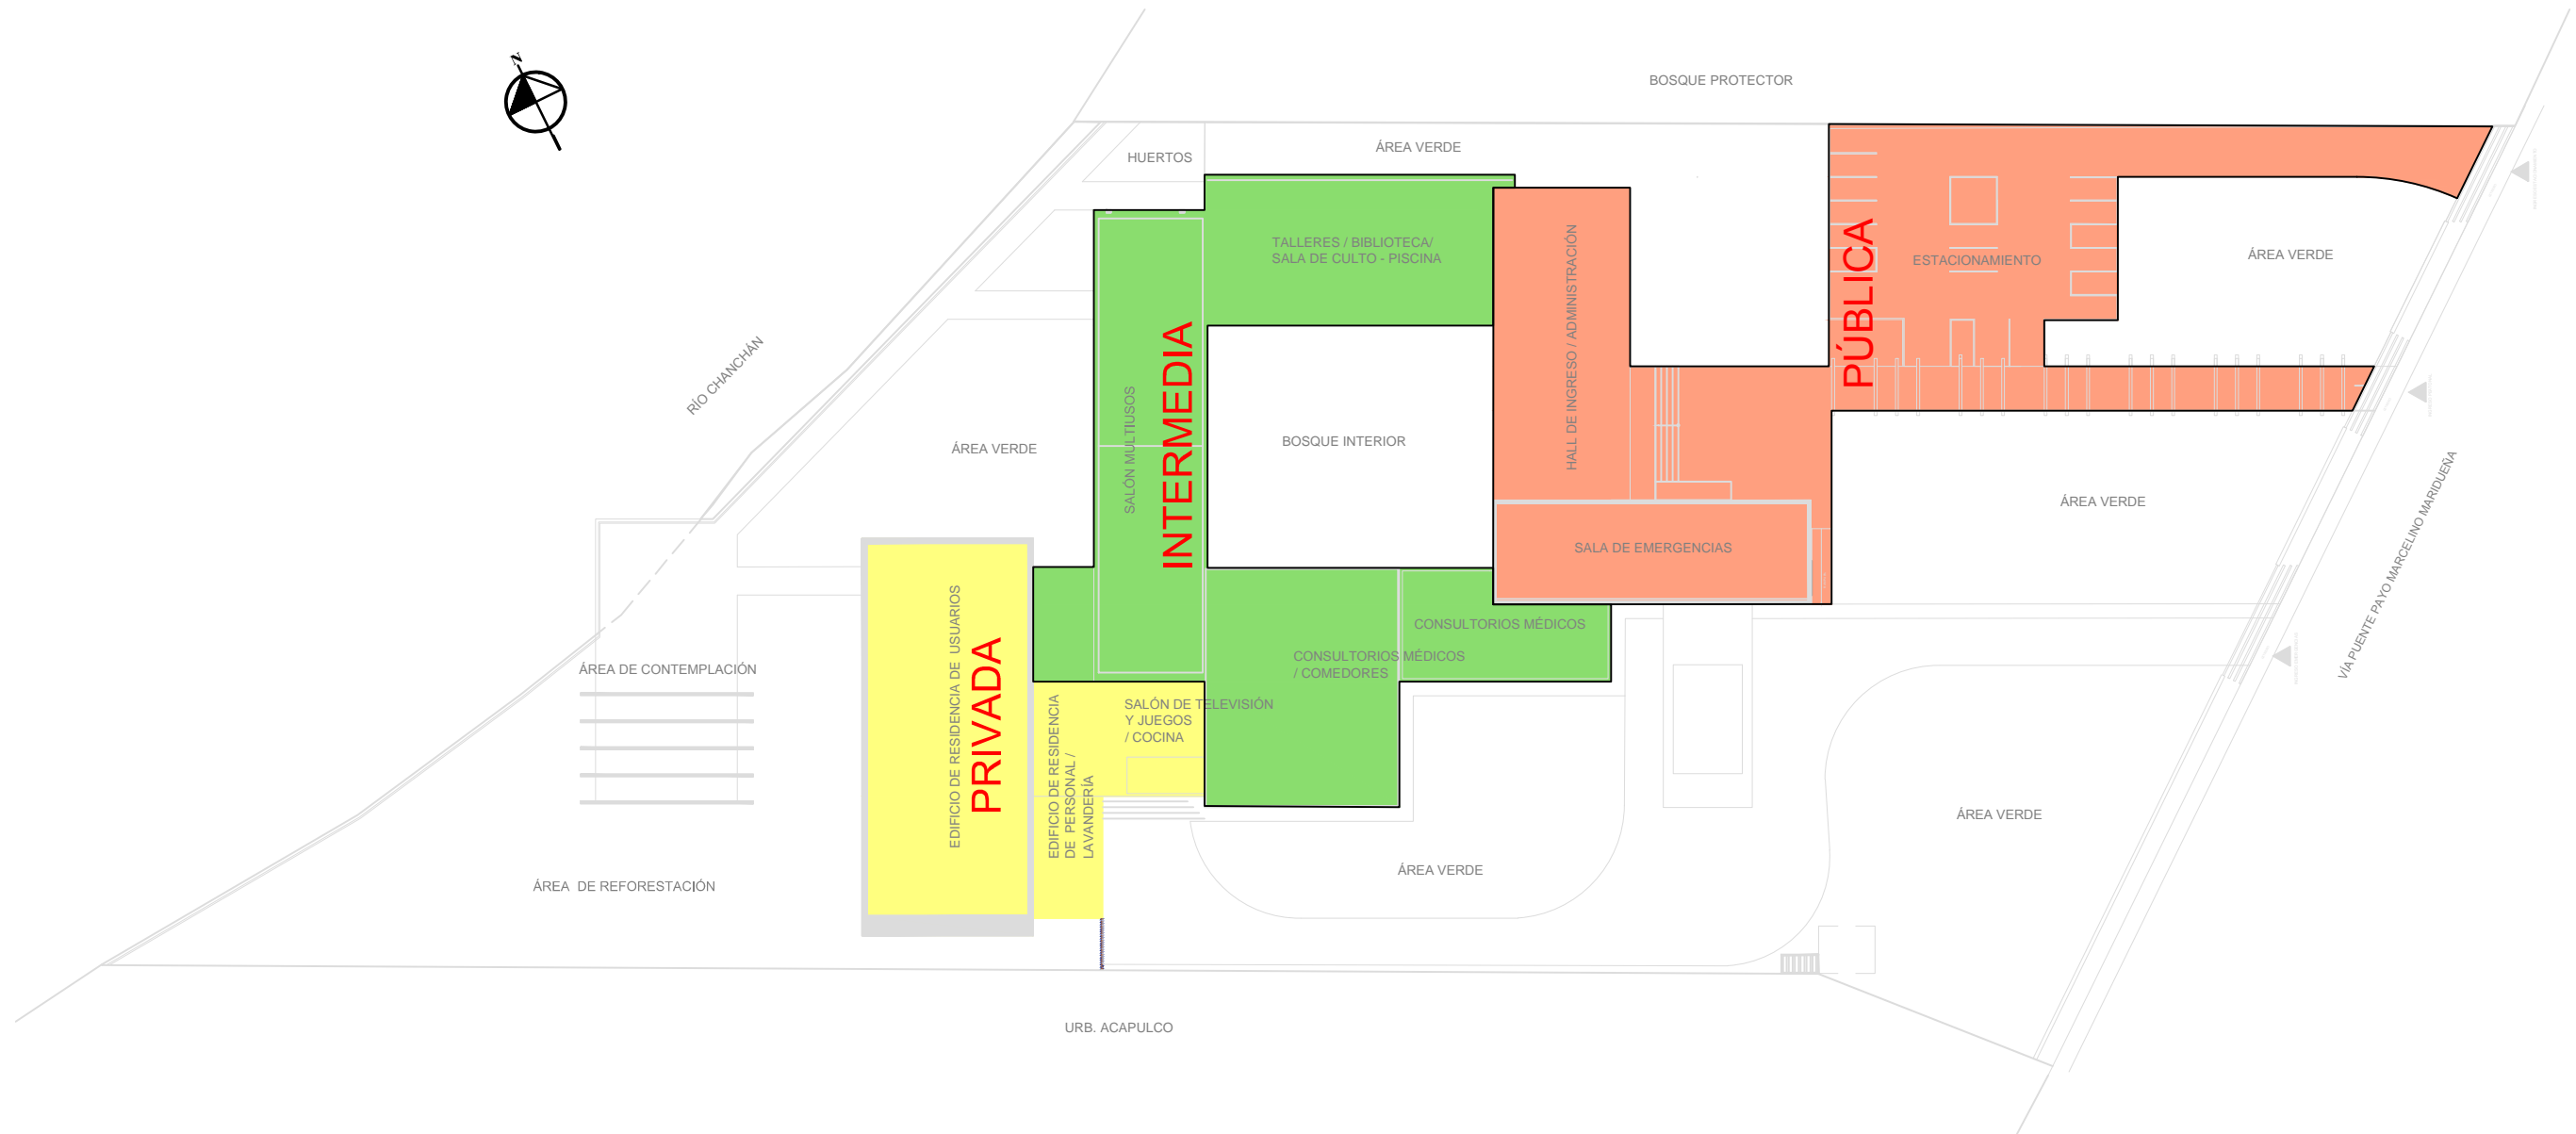 N
BOSQUE PROTECTOR
HUERTOS
ÁREA VERDE
TALLERES / BIBLIOTECA/
SALA DE CULTO - PISCINA
HALL DE INGRESO / ADMINISTRACIÓN
PÚBLICA
ESTACIONAMIENTO
ÁREA VERDE
RÍO CHANCHÁN
ÁREA VERDE
SALÓN MULTIUSOS
INTERMEDIA
BOSQUE INTERIOR
ÁREA VERDE
VÍA PUENTE PAYO MARCELINO MARIDUEÑA
SALA DE EMERGENCIAS
EDIFICIO DE RESIDENCIA DE USUARIOS
PRIVADA
CONSULTORIOS MÉDICOS
CONSULTORIOS MÉDICOS
/ COMEDORES
ÁREA DE CONTEMPLACIÓN
EDIFICIO DE RESIDENCIA
DE PERSONAL /
LAVANDERÍA
SALÓN DE TELEVISIÓN
Y JUEGOS
/ COCINA
ÁREA VERDE
ÁREA VERDE
ÁREA DE REFORESTACIÓN
URB. ACAPULCO